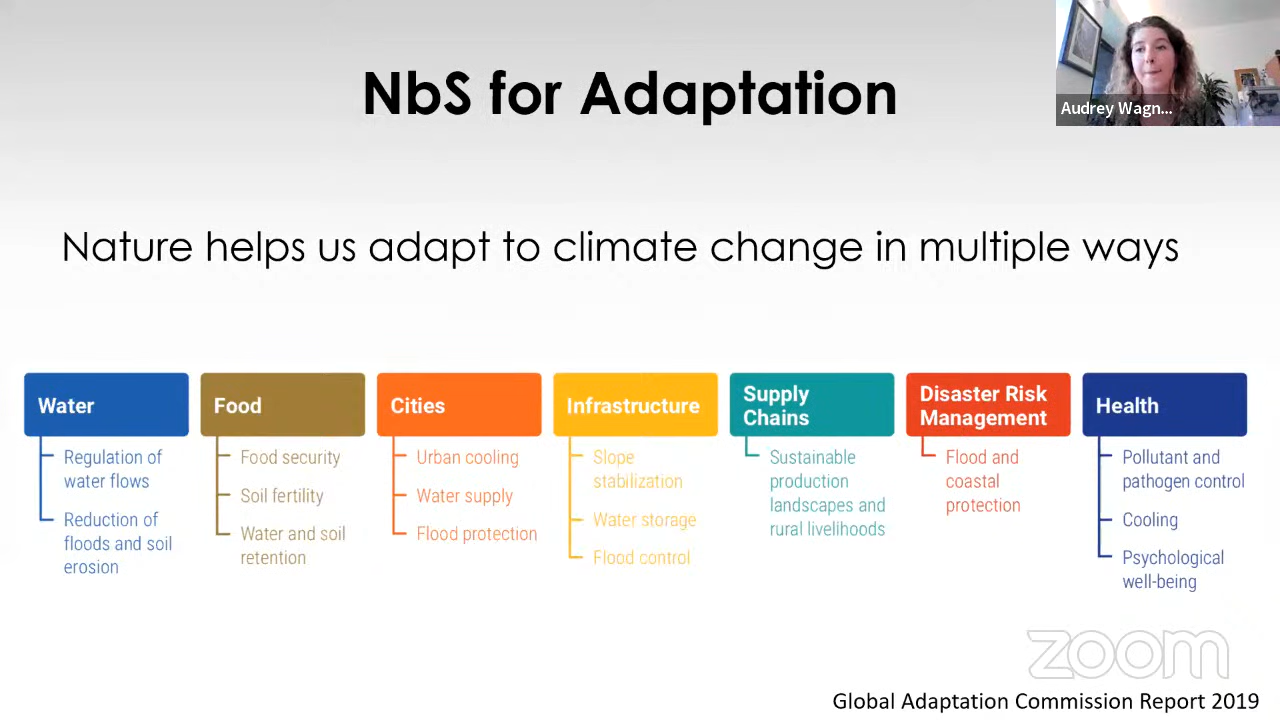 NbS for Adaptation
Audrey Wagn...
Nature helps us adapt to climate change in multiple ways
Water
Regulation of
water flows
Reduction of
floods and soil
erosion
Food
Food security
Soil fertility
Water and soil
retention
Cities
Urban cooling
Water supply
Flood protection
Infrastructure
Slope
stabilization
Water storage
Flood control
Supply
Chains
Sustainable
production
landscapes and
rural livelihoods
Disaster Risk
Management
Flood and
coastal
protection
Health
Pollutant and
pathogen control
Cooling
Psychological
well-being
zoom
Global Adaptation Commission Report 2019